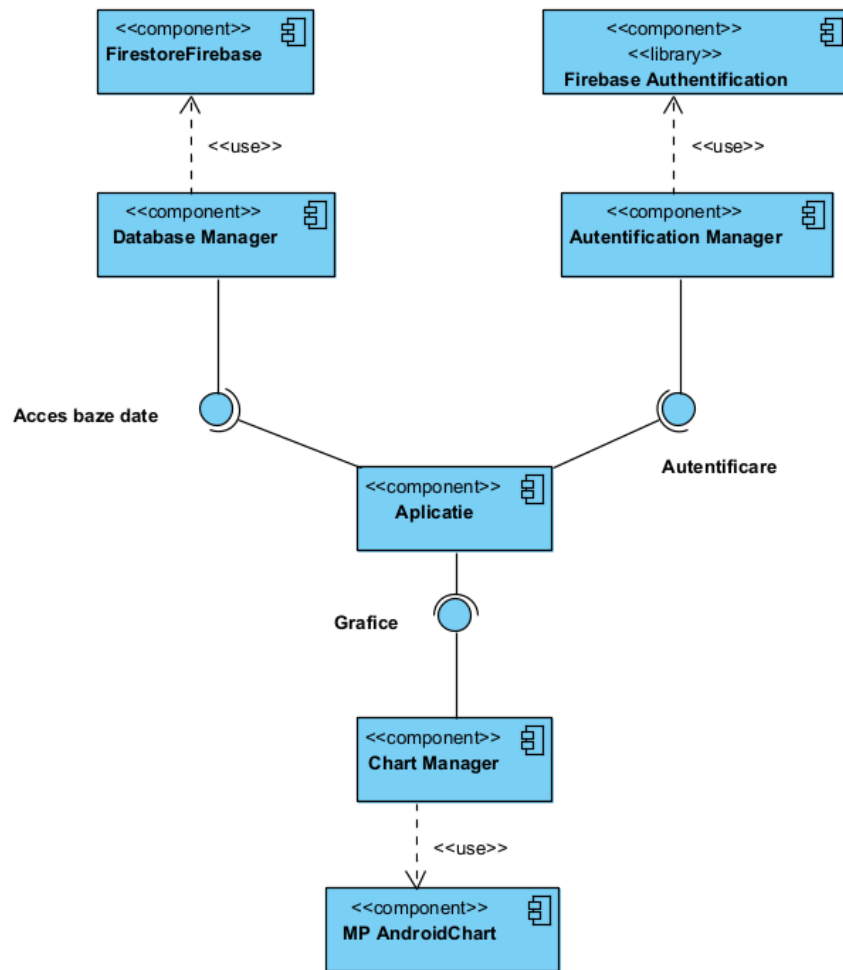 <<component>>
FirestoreFirebase
<<component>>
<<library>>
Firebase Authentification
<<use>>
<<use>>
<<component>>
Database Manager
<<component>>
Autentification Manager
Acces baze date
Autentificare
<<component>>
Aplicatie
Grafice
<<component>>
Chart Manager
<<use>>
<<component>>
MP AndroidChart